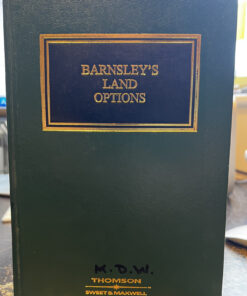 BARNSLEY'S
LAND
OPTIONS
M.D.W.
THOMSON
SWEET & MAXWELL